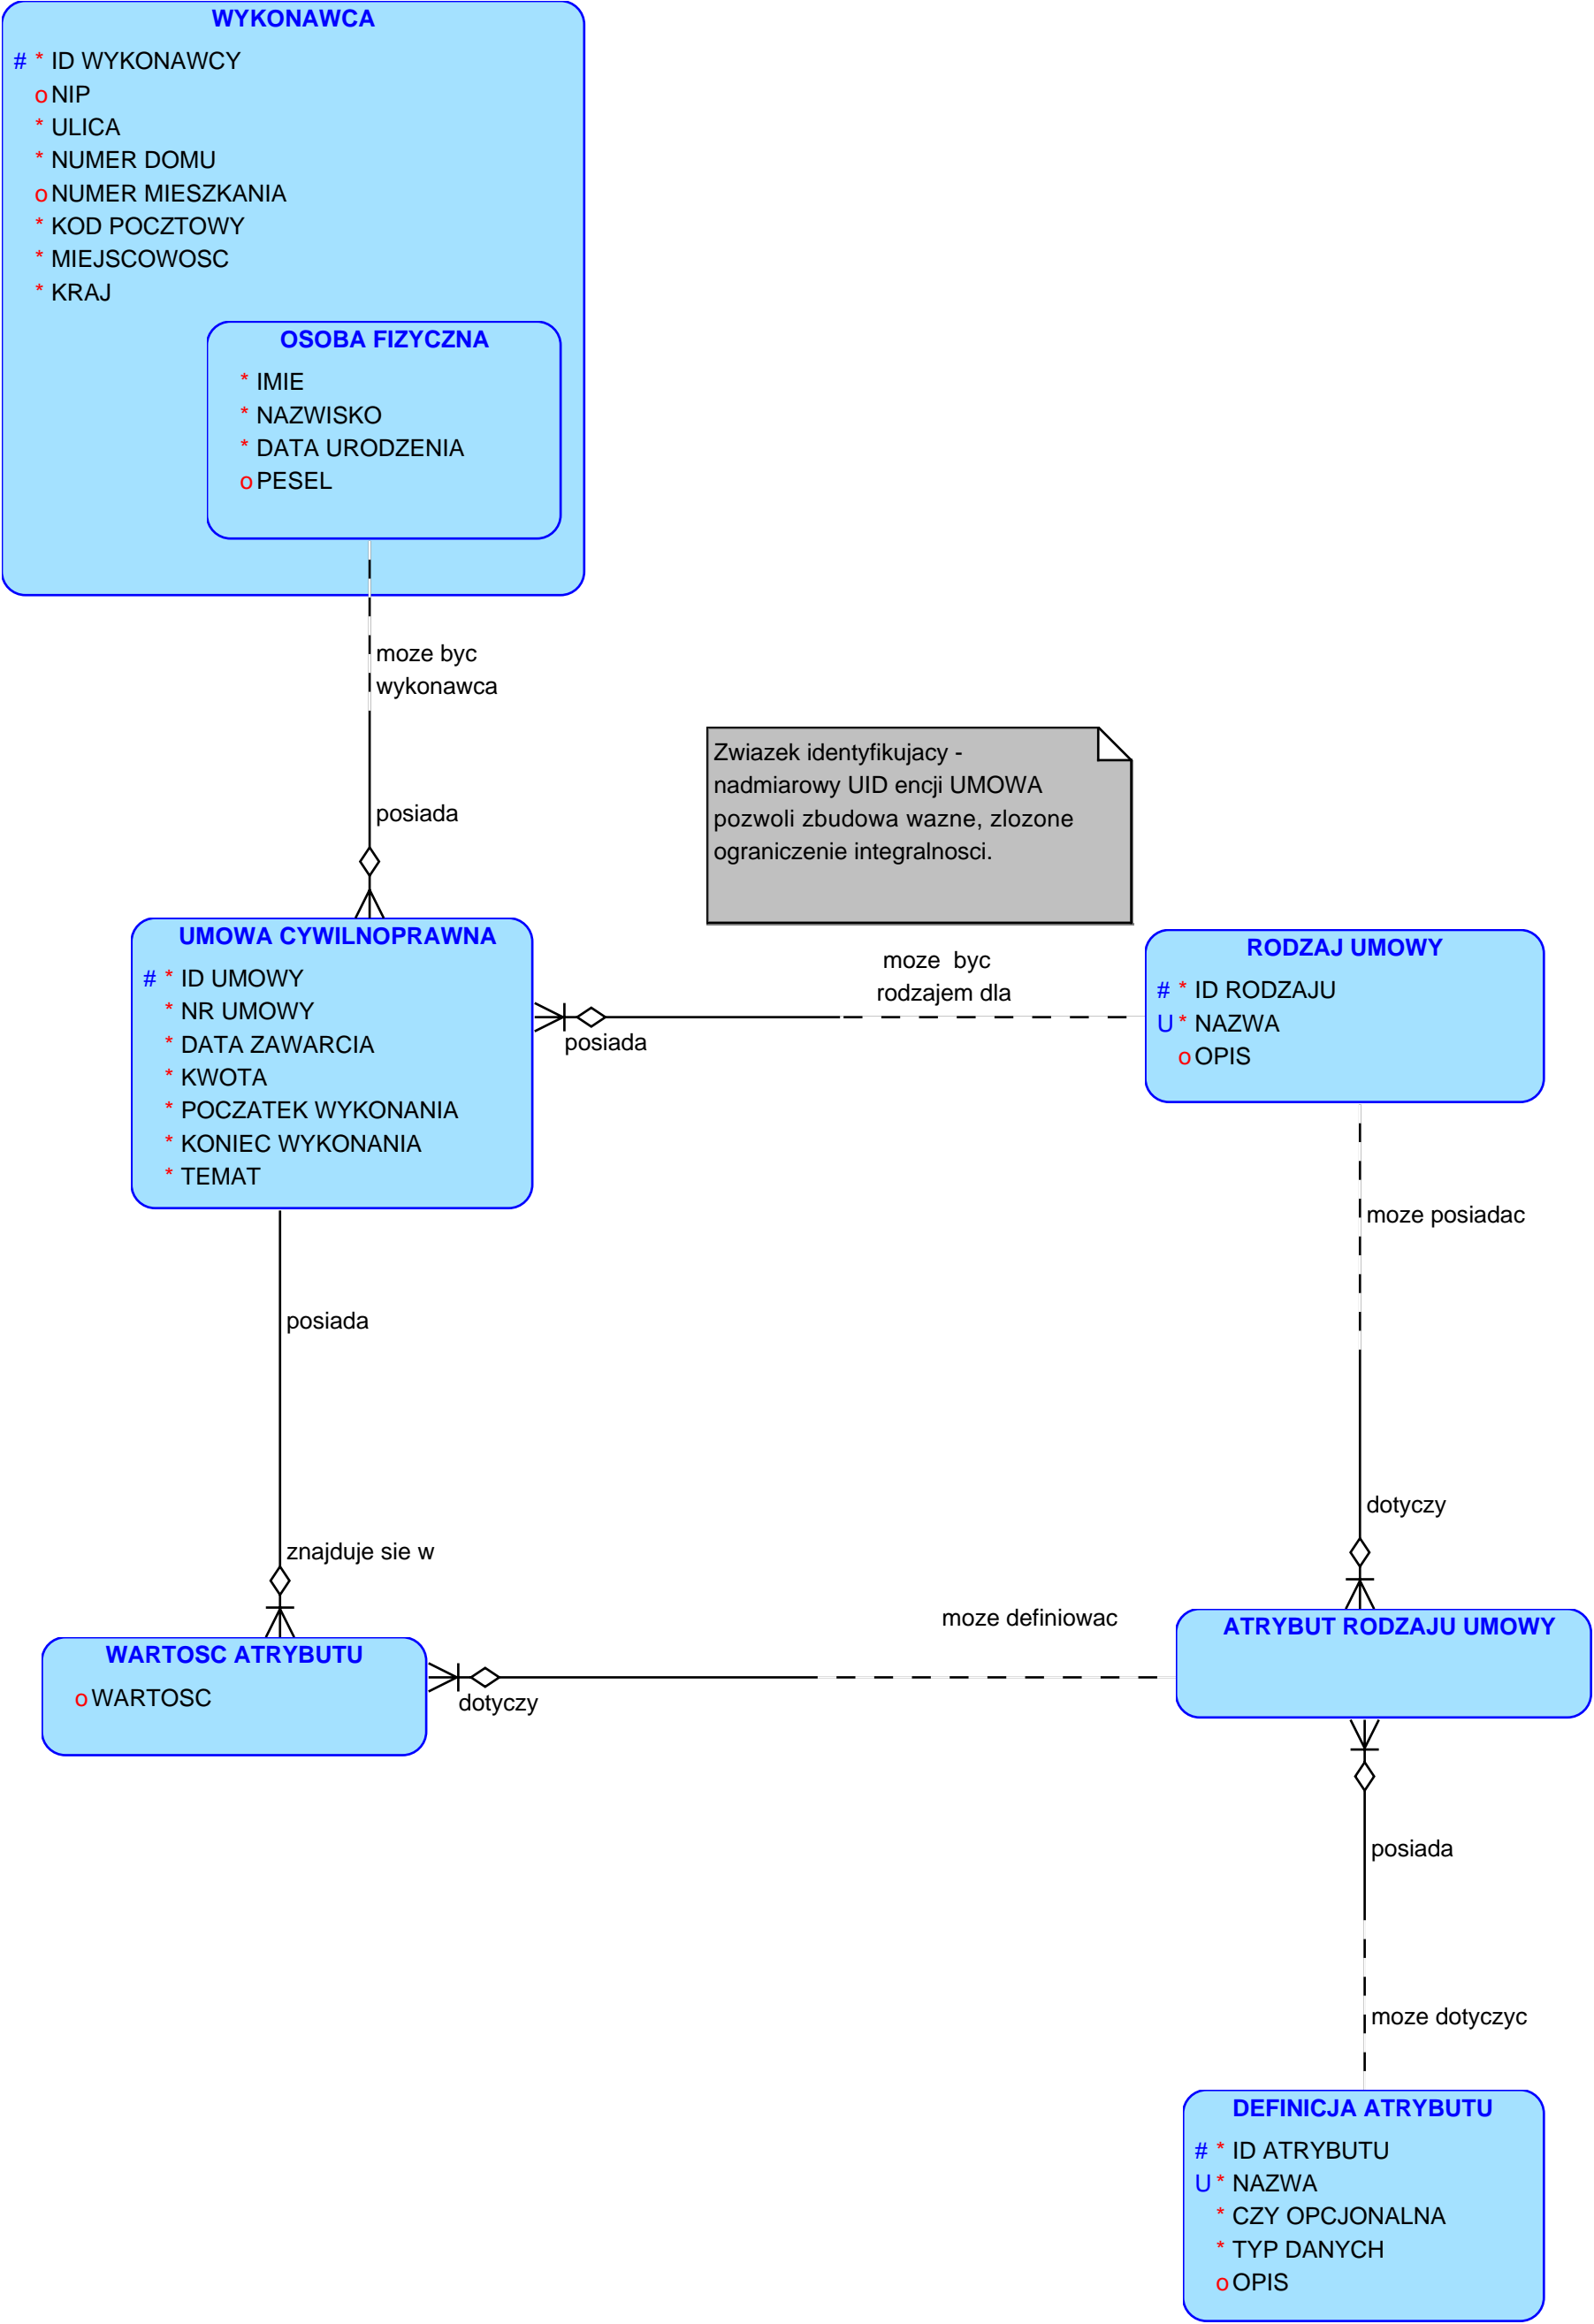 WYKONAWCA
# * ID WYKONAWCY
o NIP
* ULICA
* NUMER DOMU
o NUMER MIESZKANIA
* KOD POCZTOWY
* MIEJSCOWOSC
* KRAJ
OSOBA FIZYCZNA
* IMIE
* NAZWISKO
* DATA URODZENIA
o PESEL
moze byc
wykonawca
posiada
Zwiazek identyfikujacy -
nadmiarowy UID encji UMOWA
pozwoli zbudowa wazne, zlozone
ograniczenie integralnosci.
UMOWA CYWILNOPRAWNA
# * ID UMOWY
* NR UMOWY
* DATA ZAWARCIA
* KWOTA
* POCZATEK WYKONANIA
* KONIEC WYKONANIA
* TEMAT
moze byc
rodzajem dla
posiada
RODZAJ UMOWY
# * ID RODZAJU
U * NAZWA
o OPIS
moze posiadac
dotyczy
posiada
znajduje sie w
WARTOSC ATRYBUTU
o WARTOSC
moze definiowac
dotyczy
ATRYBUT RODZAJU UMOWY
posiada
moze dotyczyc
DEFINICJA ATRYBUTU
# * ID ATRYBUTU
U * NAZWA
* CZY OPCJONALNA
* TYP DANYCH
o OPIS